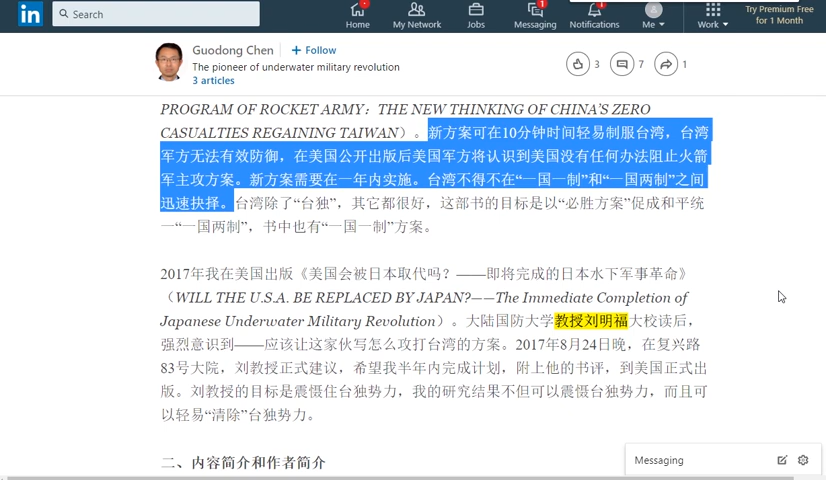 in
Search
Home
My Network
Jobs
1
Messaging
1
Notifications
Me
Work
Try Premium Free
for 1 Month
Guodong Chen + Follow
The pioneer of underwater military revolution
3 articles
3 7 1
PROGRAM OF ROCKET ARMY：THE NEW THINKING OF CHINA'S ZERO
CASUALTIES REGAINING TAIWAN）。新方案可在10分钟时间轻易制服台湾，台湾
军方无法有效防御，在美国公开出版后美国军方将认识到美国没有任何办法阻止火箭
军主攻方案。新方案需要在一年内实施。台湾不得不在“一国一制”和“一国两制”之间
迅速抉择。台湾除了“台独”，其它都很好，这部书的目标是以“必胜方案”促成和平统
一“一国两制”，书中也有“一国一制”方案。
2017年我在美国出版《美国会被日本取代吗？——即将完成的日本水下军事革命》
（WILL THE U.S.A. BE REPLACED BY JAPAN?——The Immediate Completion of
Japanese Underwater Military Revolution）。大陆国防大学教授刘明福大校读后，
强烈意识到——应该让这家伙写怎么攻打台湾的方案。2017年8月24日晚，在复兴路
83号大院，刘教授正式建议，希望我半年内完成计划，附上他的书评，到美国正式出
版。刘教授的目标是震慑住台独势力，我的研究结果不但可以震慑台独势力，而且可
以轻易“清除”台独势力。
二、内容简介和作者简介
Messaging